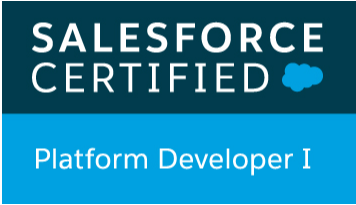 SALESFORCE
CERTIFIED
Platform Developer I